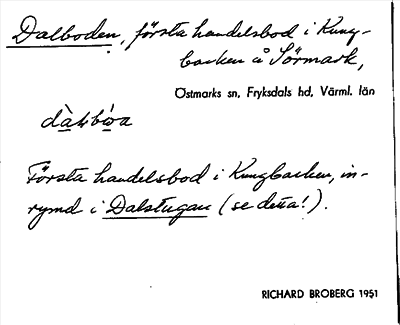 Dalboden, första handelsbod i Kung-
backen å Sörmark,
Östmarks sn, Fryksdals hd, Värml. län
Första handelsbod i Kungbacken, in-
rymd i Dalstugan (se detta!).
RICHARD BROBERG 1951